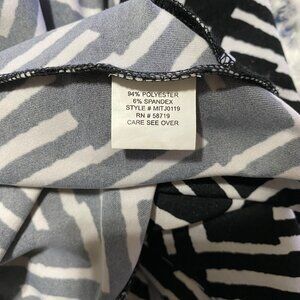 94% POLYESTER
6% SPANDEX
STYLE # MITJ0119
RN # 58719
CARE SEE OVER